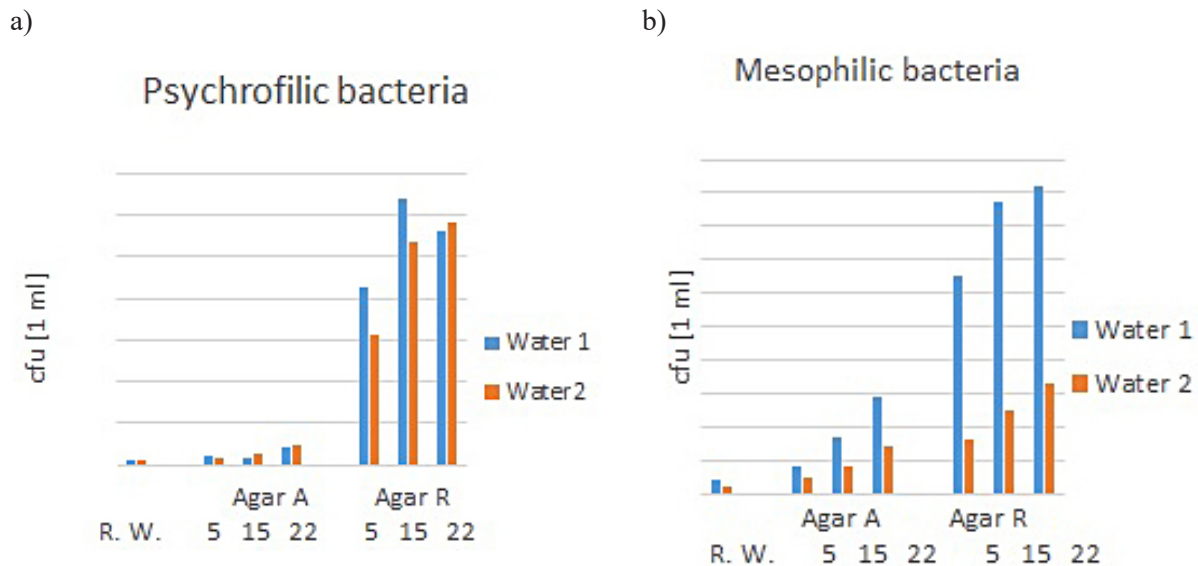 a)
Psychrofilic bacteria
cfu [1 ml]
Water 1
Water2
Agar A Agar R
R. W. 5 15 22 5 15 22
b)
Mesophilic bacteria
cfu [1 ml]
Water 1
Water 2
Agar A Agar R
R. W. 5 15 22 5 15 22